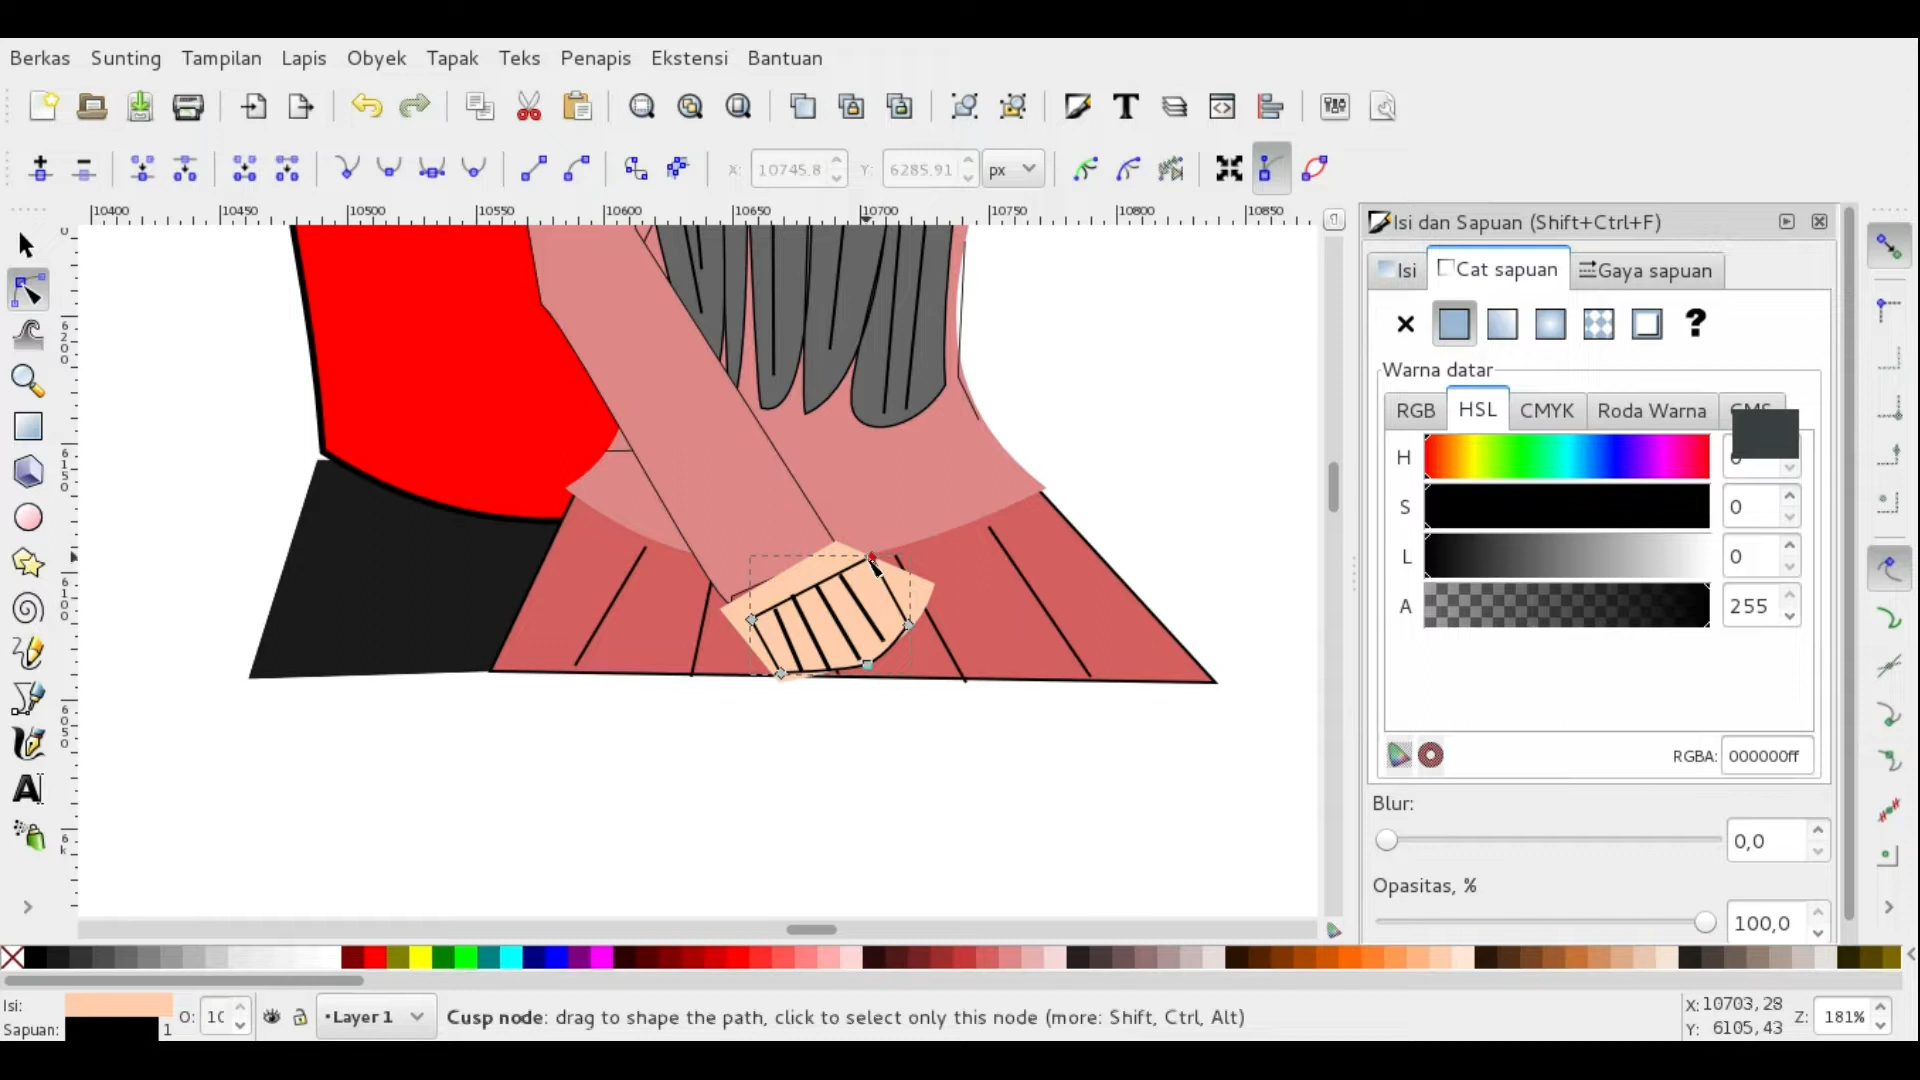 Berkas Sunting Tampilan Lapis Obyek Tapak Teks Penapis Ekstensi Bantuan
X: 10745.8 Y: 6285.91 px
10400 10450 10500 10550 10600 10650 10700 10750 10800 10850
Isi dan Sapuan (Shift+Ctrl+F)
Isi Cat sapuan Gaya sapuan
Warna datar
RGB HSL CMYK Roda Warna CMS
H
S 0
L 0
A 255
RGBA: 000000ff
Blur:
0,0
Opasitas, %
100,0
Isi: O: 10 Layer 1 Cusp node: drag to shape the path, click to select only this node (more: Shift, Ctrl, Alt) X: 10703,28 Z: 181%
Sapuan: 1 Y: 6105,43